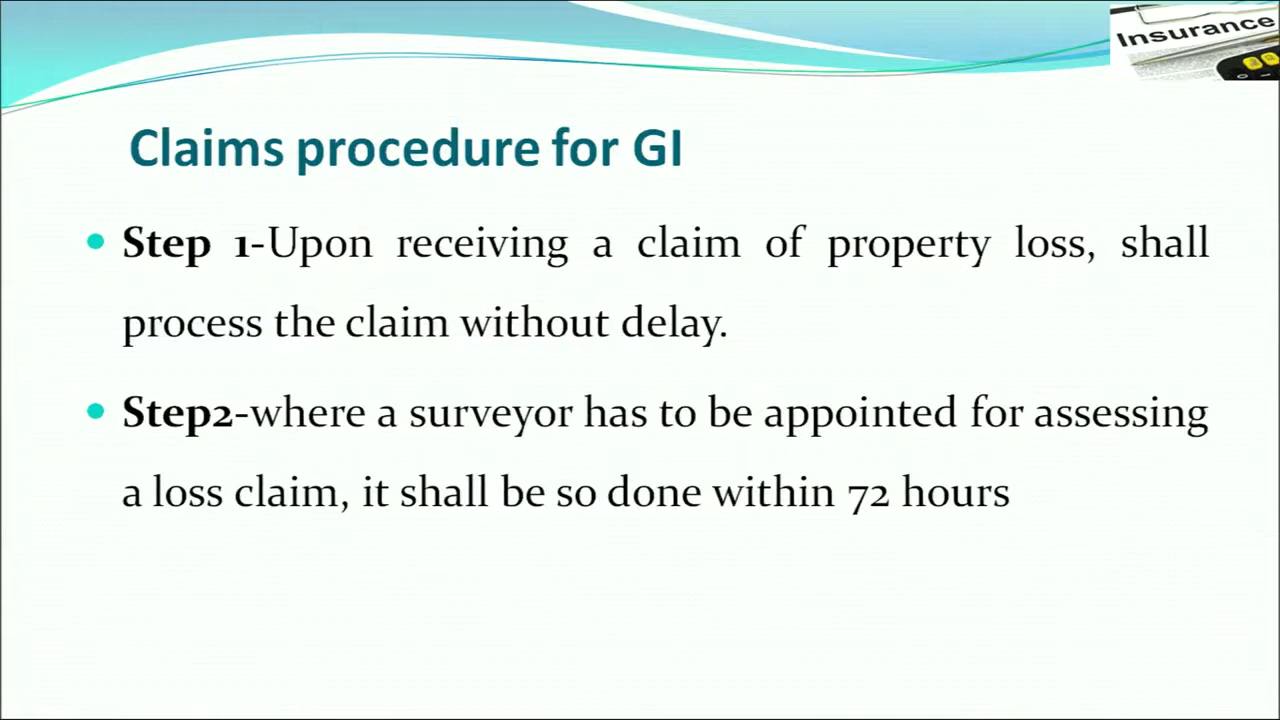 Insurance
Claims procedure for GI
• Step 1-Upon receiving a claim of property loss, shall
process the claim without delay.
• Step2-where a surveyor has to be appointed for assessing
a loss claim, it shall be so done within 72 hours